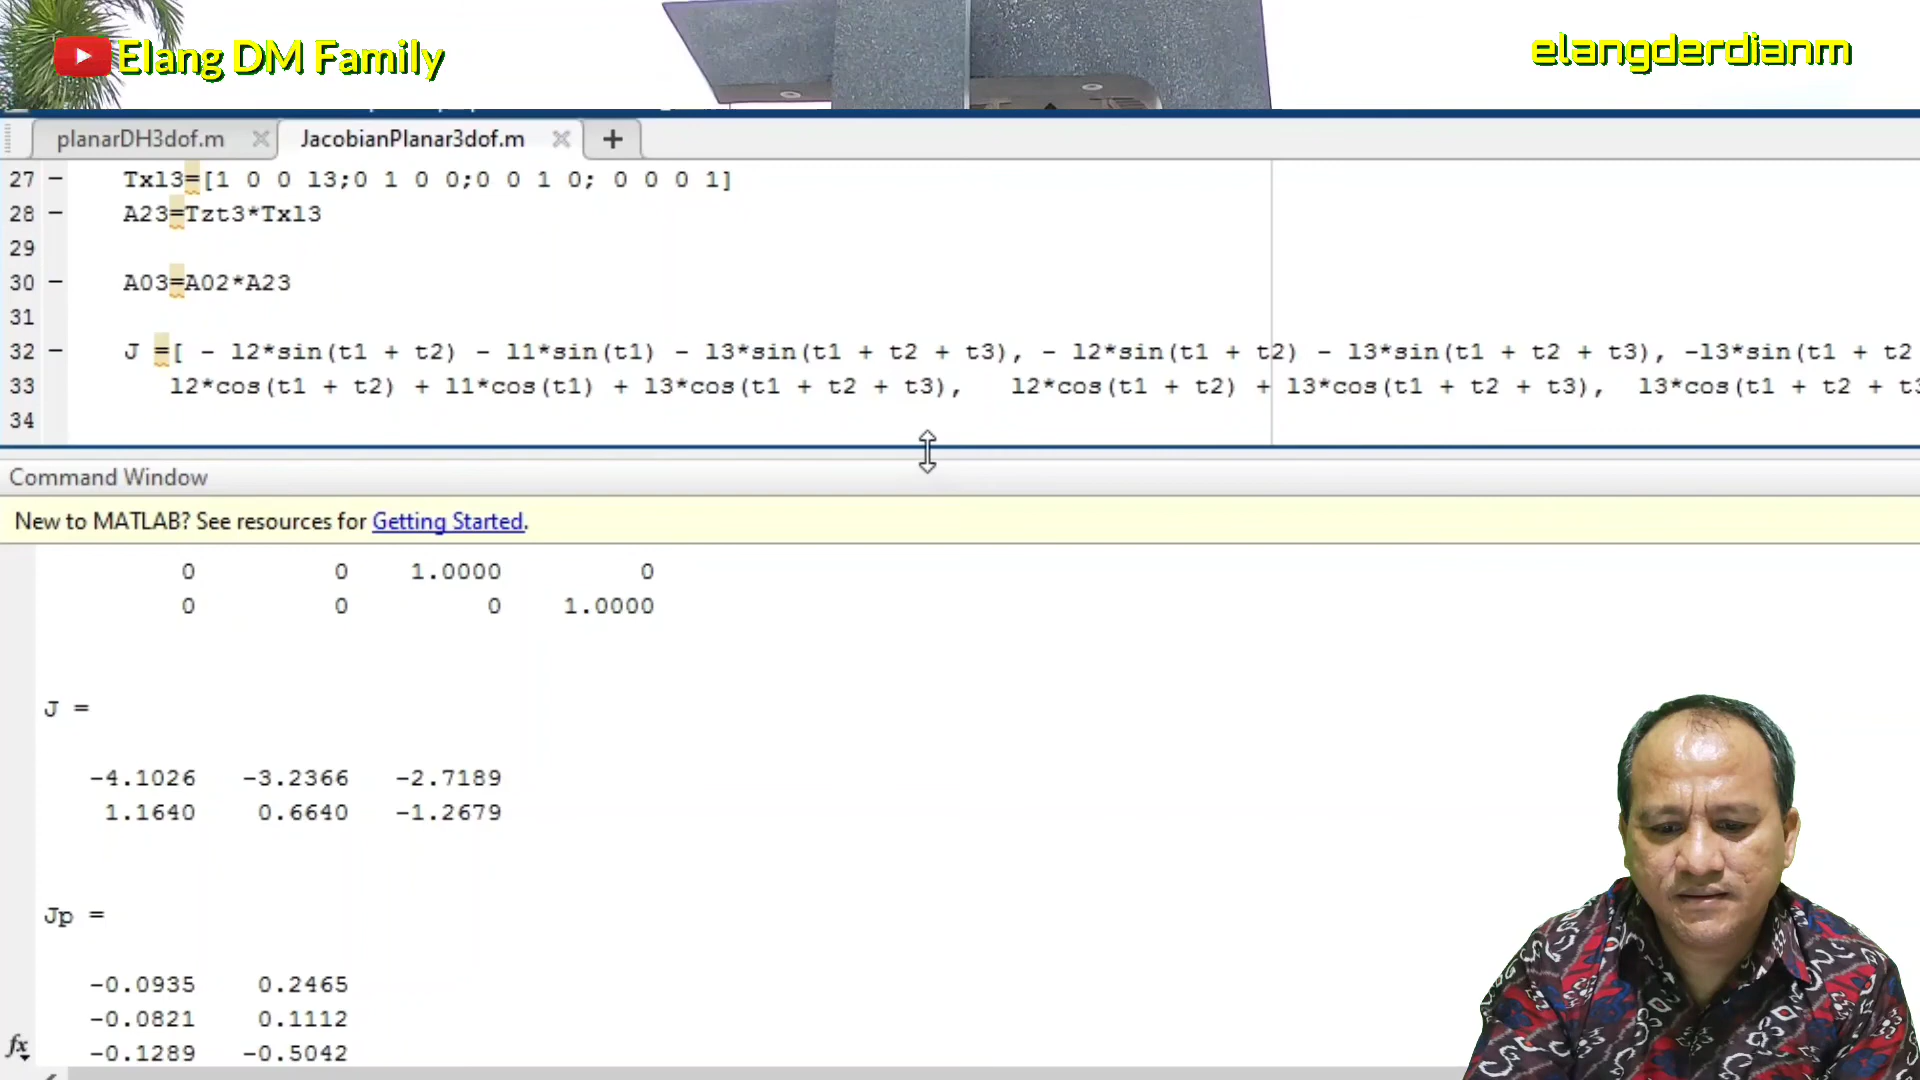 Elang DM Family
elangderdianm
planarDH3dof.m
JacobianPlanar3dof.m
27 Txl3=[1 0 0 l3;0 1 0 0;0 0 1 0; 0 0 0 1]
28 A23=Tzt3*Txl3
29
30 A03=A02*A23
31
32 J =[ - l2*sin(t1 + t2) - l1*sin(t1) - l3*sin(t1 + t2 + t3), - l2*sin(t1 + t2) - l3*sin(t1 + t2 + t3), -l3*sin(t1 + t2
33 l2*cos(t1 + t2) + l1*cos(t1) + l3*cos(t1 + t2 + t3), l2*cos(t1 + t2) + l3*cos(t1 + t2 + t3), l3*cos(t1 + t2 + t3
34
Command Window
New to MATLAB? See resources for Getting Started.
0 0 1.0000 0
0 0 0 1.0000
J =
-4.1026 -3.2366 -2.7189
1.1640 0.6640 -1.2679
Jp =
-0.0935 0.2465
-0.0821 0.1112
fx -0.1289 -0.5042